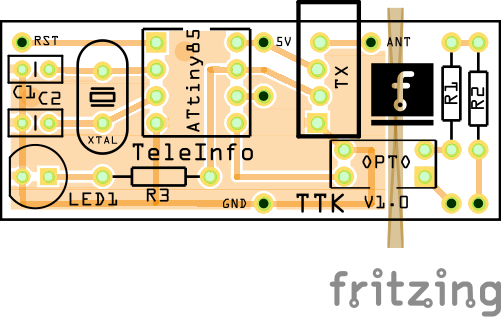 RST
5V
ANT
ATtiny85
TX
C1
C2
R1
R2
XTAL
TeleInfo
OPTO
LED1
R3
GND
TTK
V1.0
f
fritzing